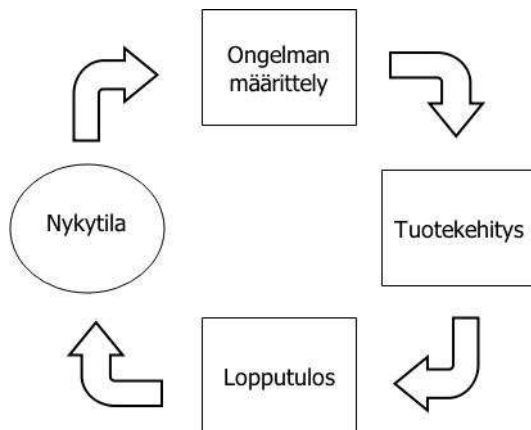 Ongelman
määrittely
Nykytila
Tuotekehitys
Lopputulos